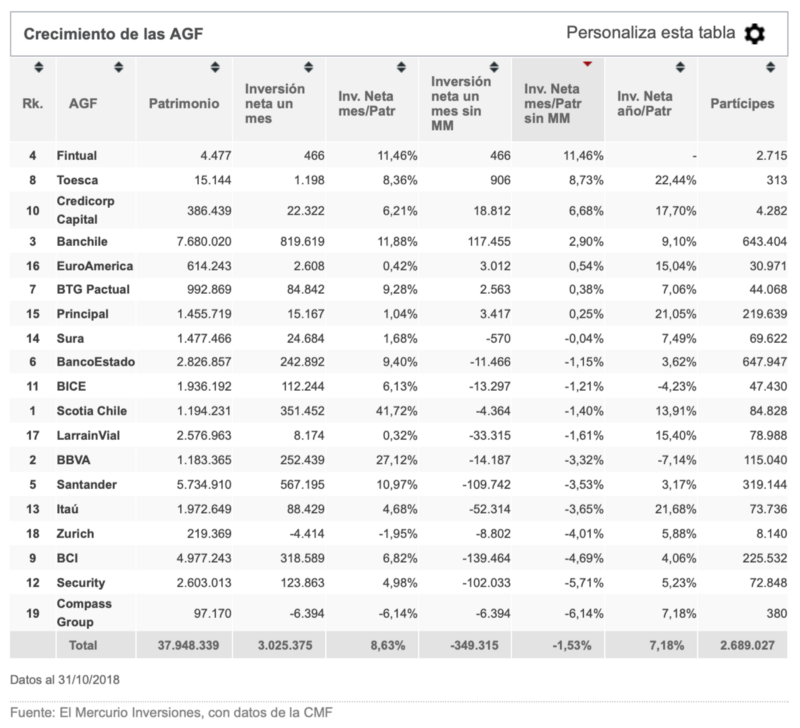 Crecimiento de las AGF Personaliza esta tabla
Rk. AGF Patrimonio Inversión neta un mes Inv. Neta mes/Patr Inversión neta un mes sin MM Inv. Neta mes/Patr sin MM Inv. Neta año/Patr Partícipes
4 Fintual 4.477 466 11,46% 466 11,46% - 2.715
8 Toesca 15.144 1.198 8,36% 906 8,73% 22,44% 313
10 Credicorp Capital 386.439 22.322 6,21% 18.812 6,68% 17,70% 4.282
3 Banchile 7.680.020 819.619 11,88% 117.455 2,90% 9,10% 643.404
16 EuroAmerica 614.243 2.608 0,42% 3.012 0,54% 15,04% 30.971
7 BTG Pactual 992.869 84.842 9,28% 2.563 0,38% 7,06% 44.068
15 Principal 1.455.719 15.167 1,04% 3.417 0,25% 21,05% 219.639
14 Sura 1.477.466 24.684 1,68% -570 -0,04% 7,49% 69.622
6 BancoEstado 2.826.857 242.892 9,40% -11.466 -1,15% 3,62% 647.947
11 BICE 1.936.192 112.244 6,13% -13.297 -1,21% -4,23% 47.430
1 Scotia Chile 1.194.231 351.452 41,72% -4.364 -1,40% 13,91% 84.828
17 LarrainVial 2.576.963 8.174 0,32% -33.315 -1,61% 15,40% 78.988
2 BBVA 1.183.365 252.439 27,12% -14.187 -3,32% -7,14% 115.040
5 Santander 5.734.910 567.195 10,97% -109.742 -3,53% 3,17% 319.144
13 Itaú 1.972.649 88.429 4,68% -52.314 -3,65% 21,68% 73.736
18 Zurich 219.369 -4.414 -1,95% -8.802 -4,01% 5,88% 8.140
9 BCI 4.977.243 318.589 6,82% -139.464 -4,69% 4,06% 225.532
12 Security 2.603.013 123.863 4,98% -102.033 -5,71% 5,23% 72.848
19 Compass Group 97.170 -6.394 -6,14% -6.394 -6,14% 7,18% 380
Total 37.948.339 3.025.375 8,63% -349.315 -1,53% 7,18% 2.689.027
Datos al 31/10/2018
Fuente: El Mercurio Inversiones, con datos de la CMF